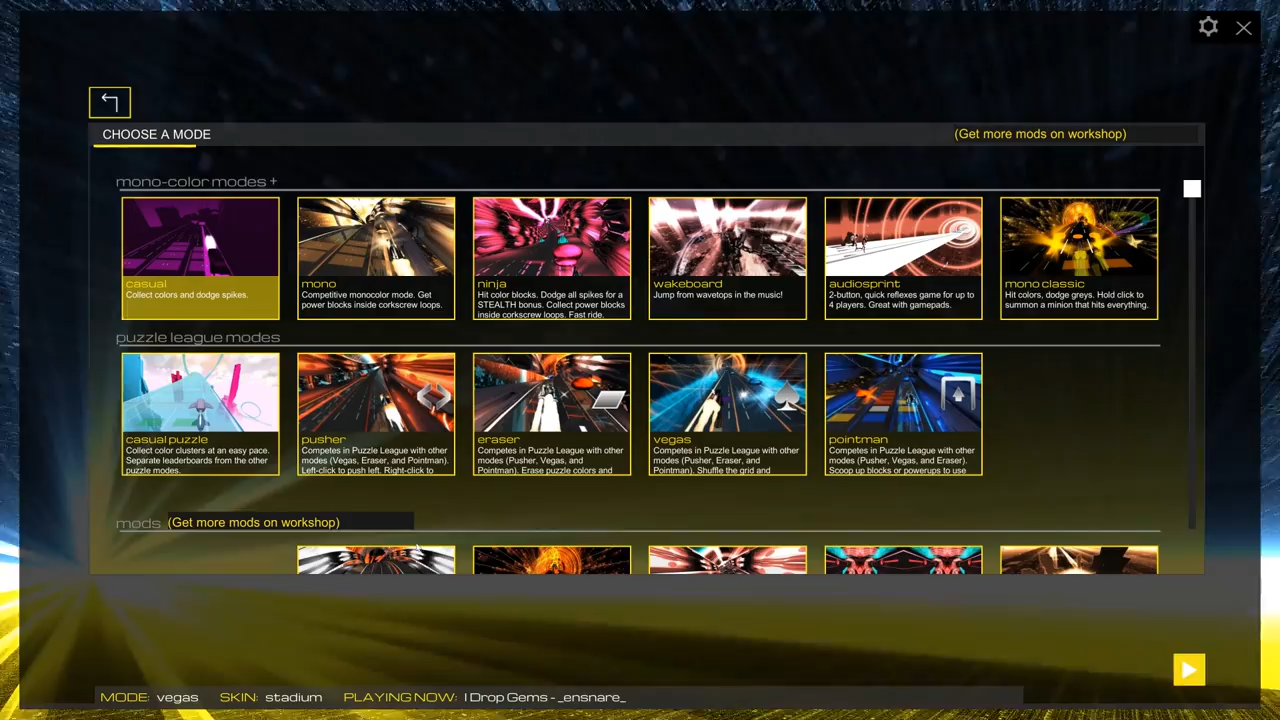 CHOOSE A MODE
(Get more mods on workshop)
mono-color modes +
casual
Collect colors and dodge spikes.
mono
Competitive monocolor mode. Get
power blocks inside corkscrew loops.
ninja
Hit color blocks. Dodge all spikes for a
STEALTH bonus. Collect power blocks
inside corkscrew loops. Fast ride.
wakeboard
Jump from wavetops in the music!
audiosprint
2-button, quick reflexes game for up to
4 players. Great with gamepads.
mono classic
Hit colors, dodge greys. Hold click to
summon a minion that hits everything.
puzzle league modes
casual puzzle
Collect color clusters at an easy pace.
Separate leaderboards from the other
puzzle modes.
pusher
Competes in Puzzle League with other
modes (Vegas, Eraser, and Pointman).
Left-click to push left. Right-click to
eraser
Competes in Puzzle League with other
modes (Pusher, Vegas, and
Pointman). Erase puzzle colors and
vegas
Competes in Puzzle League with other
modes (Pusher, Eraser, and
Pointman). Shuffle the grid and
pointman
Competes in Puzzle League with other
modes (Pusher, Vegas, and Eraser).
Scoop up blocks or powerups to use
mods (Get more mods on workshop)
MODE: vegas SKIN: stadium PLAYING NOW: I Drop Gems - _ensnare_